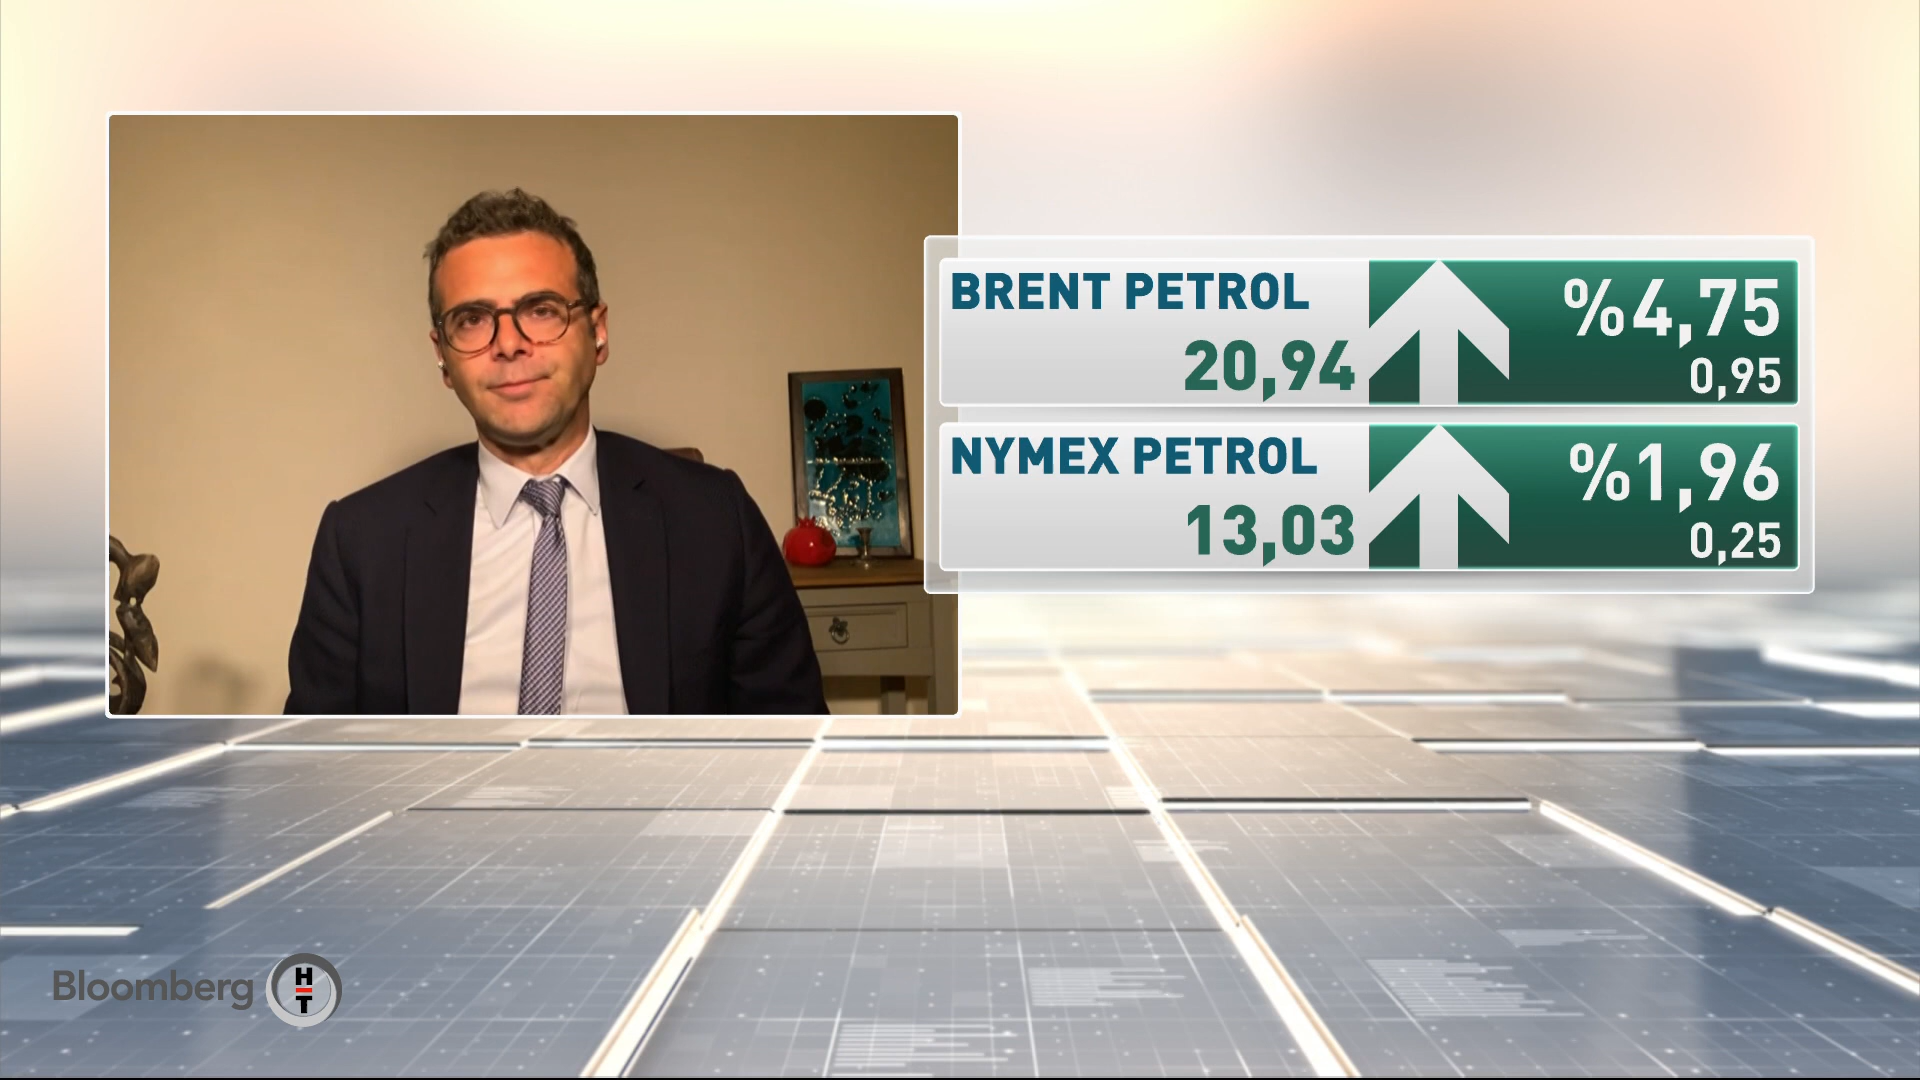 BRENT PETROL
20,94
%4,75
0,95
NYMEX PETROL
13,03
%1,96
0,25
Bloomberg HT